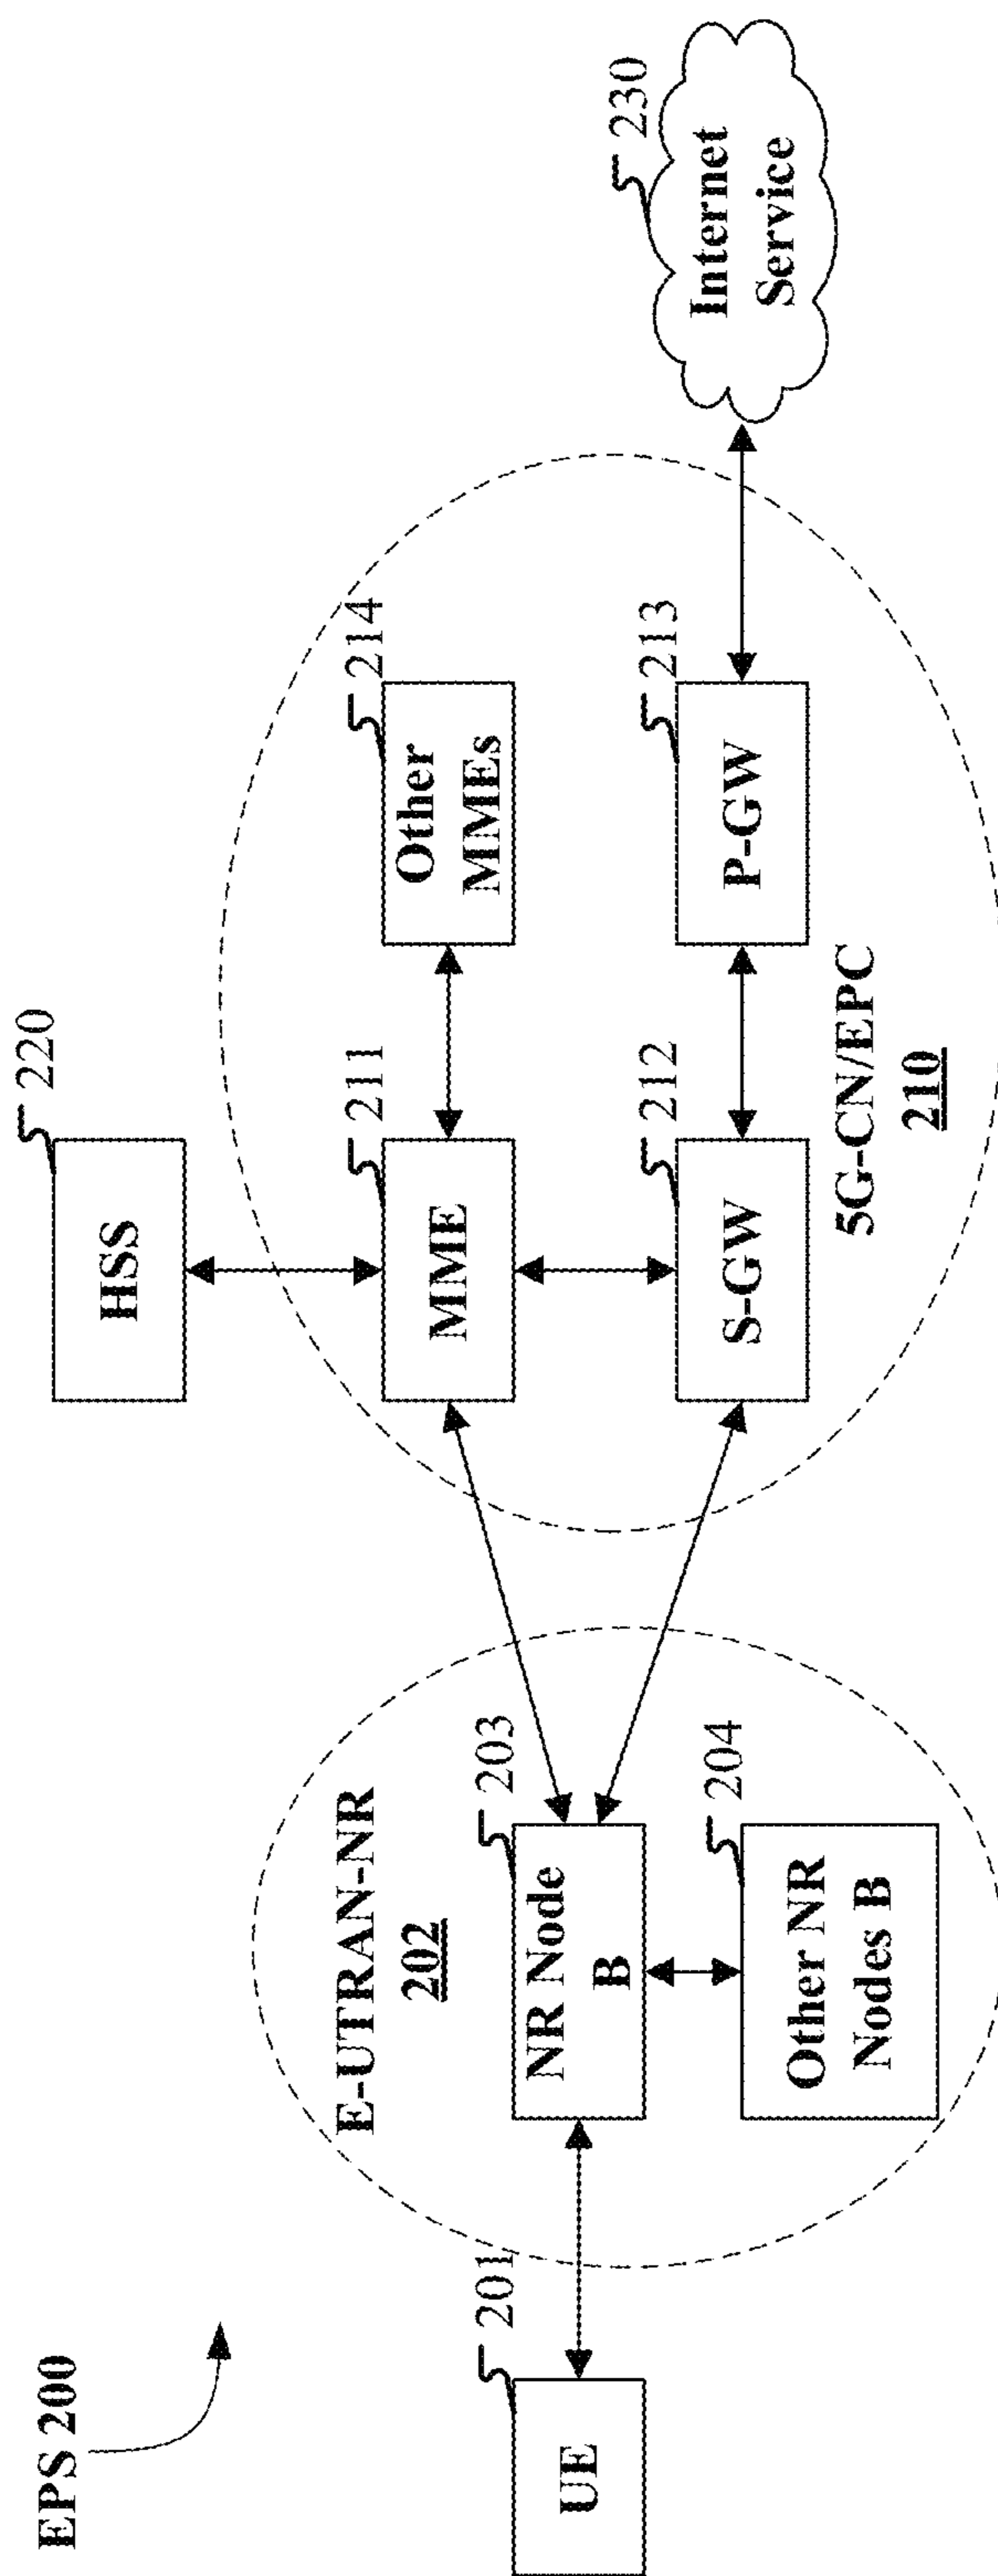 EPS 200
UE
201
E-UTRAN-NR
202
NR Node
B
203
Other NR
Nodes B
204
HSS
220
MME
211
Other
MMEs
214
S-GW
212
P-GW
213
5G-CN/EPC
210
Internet
Service
230